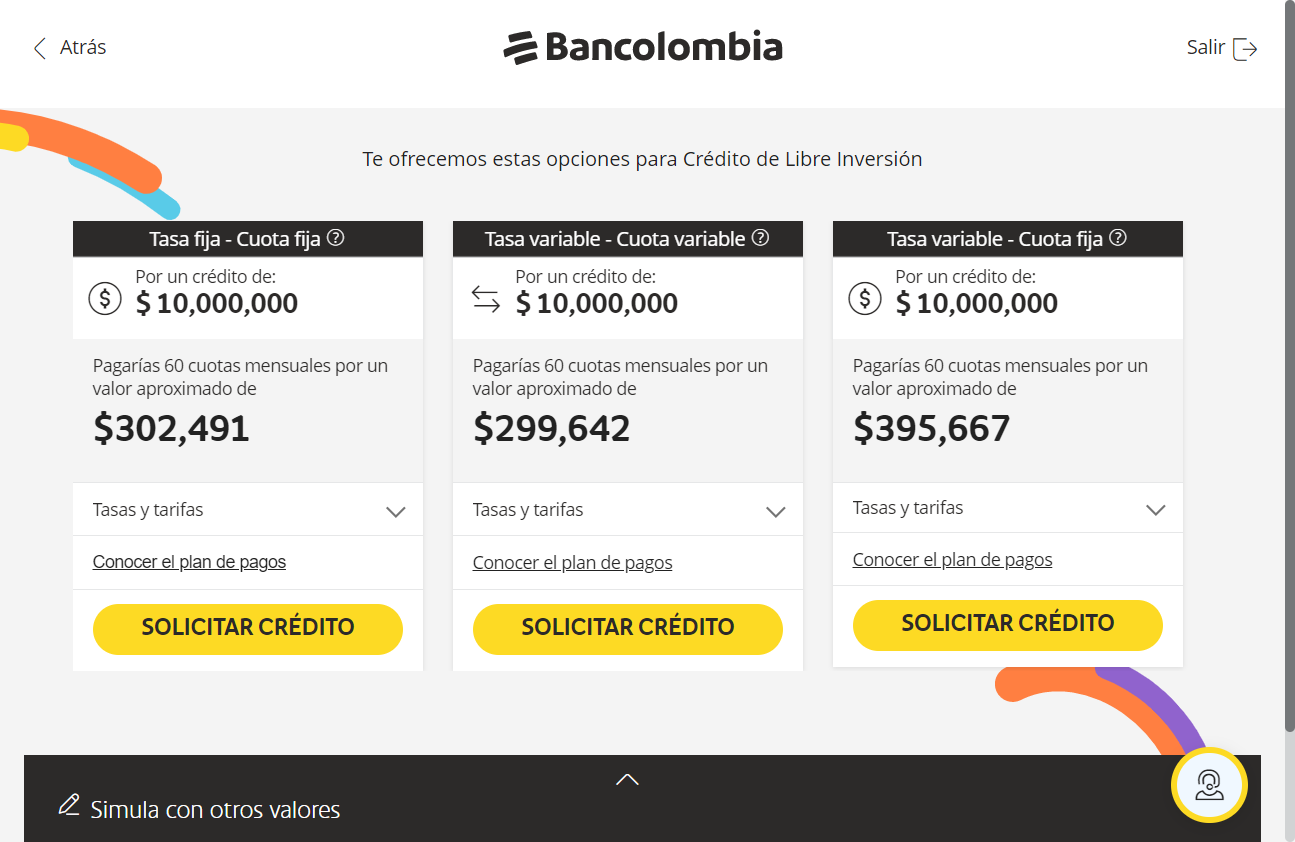 Atrás
Bancolombia
Salir
Te ofrecemos estas opciones para Crédito de Libre Inversión
Tasa fija - Cuota fija ?
Por un crédito de:
$ 10,000,000
Pagarías 60 cuotas mensuales por un
valor aproximado de
$302,491
Tasas y tarifas
Conocer el plan de pagos
SOLICITAR CRÉDITO
Tasa variable - Cuota variable ?
Por un crédito de:
$ 10,000,000
Pagarías 60 cuotas mensuales por un
valor aproximado de
$299,642
Tasas y tarifas
Conocer el plan de pagos
SOLICITAR CRÉDITO
Tasa variable - Cuota fija ?
Por un crédito de:
$ 10,000,000
Pagarías 60 cuotas mensuales por un
valor aproximado de
$395,667
Tasas y tarifas
Conocer el plan de pagos
SOLICITAR CRÉDITO
Simula con otros valores